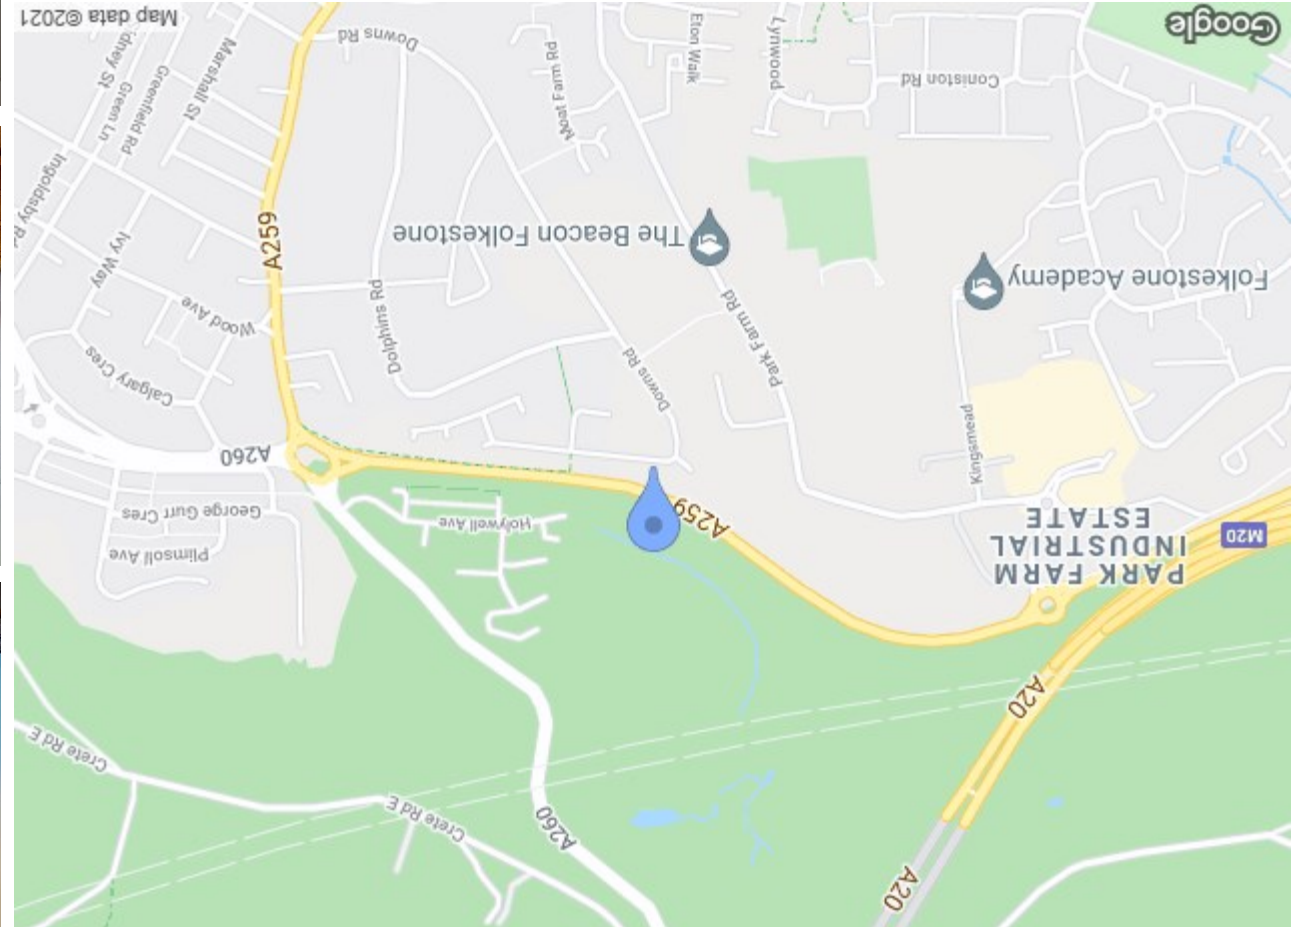 A20
A260
Crete Rd E
Crete Rd E
A20
M20
PARK FARM
INDUSTRIAL
ESTATE
Plimsoll Ave
George Gurr Cres
Holywell Ave
A259
A260
Kingsmead
Downs Rd
Park Farm Rd
Dolphins Rd
Calgary Cres
Wood Ave
Folkestone Academy
The Beacon Folkestone
A259
Ivy Way
Ingoldsby R
Coniston Rd
Lynwood
Eton Walk
Moat Farm Rd
Downs Rd
Marshall St
Greenfield Rd
Green Ln
idney St
Google
Map data ©2021